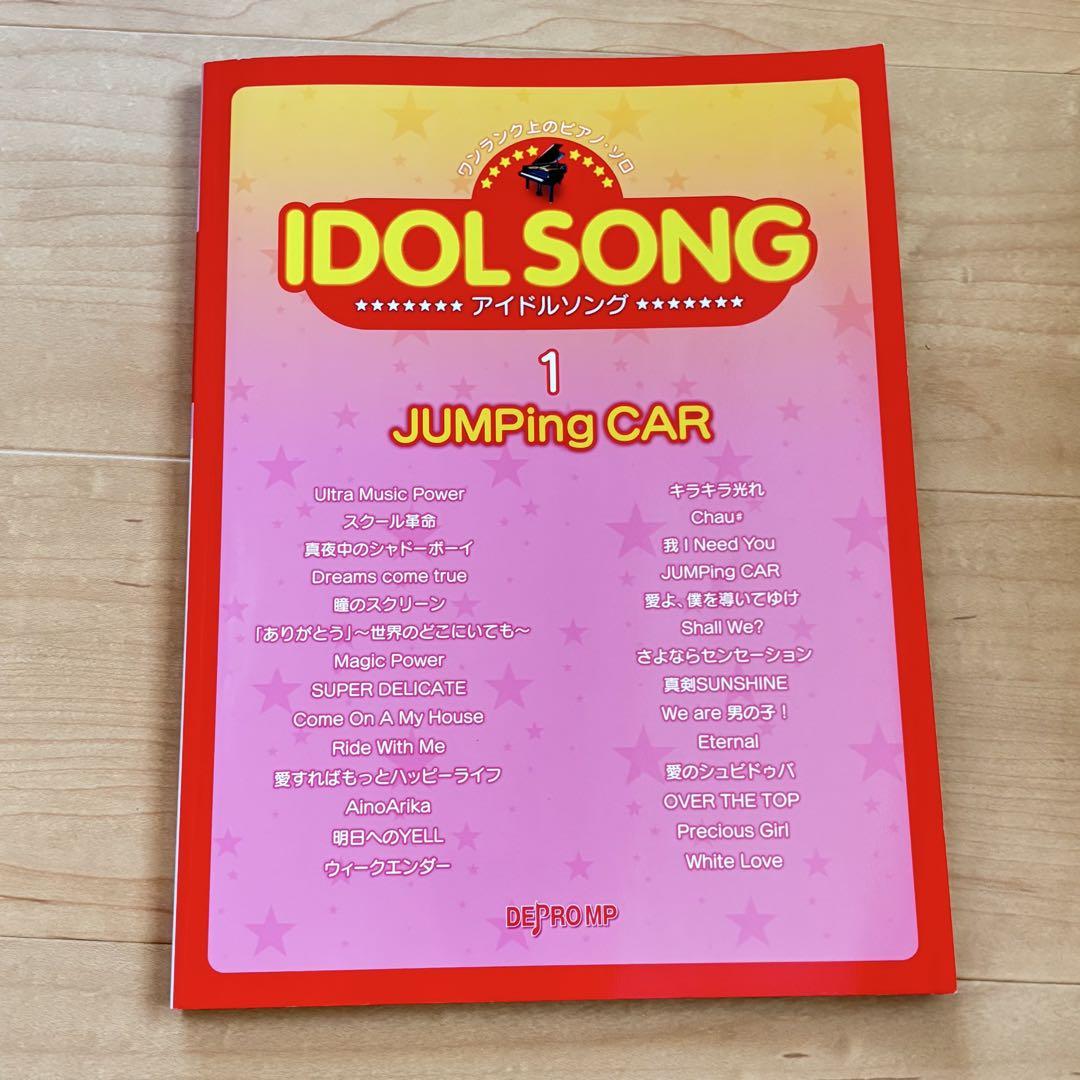 ワンランク上のピアノ・ソロ
IDOL SONG
★★★★★★★ アイドルソング ★★★★★★★
1
JUMPing CAR
Ultra Music Power
スクール革命
真夜中のシャドーボーイ
Dreams come true
瞳のスクリーン
「ありがとう」～世界のどこにいても～
Magic Power
SUPER DELICATE
Come On A My House
Ride With Me
愛すればもっとハッピーライフ
AinoArika
明日へのYELL
ウィークエンダー
キラキラ光れ
Chau♯
我 I Need You
JUMPing CAR
愛よ、僕を導いてゆけ
Shall We?
さよならセンセーション
真剣SUNSHINE
We are 男の子！
Eternal
愛のシュビドゥバ
OVER THE TOP
Precious Girl
White Love
DEPRO MP